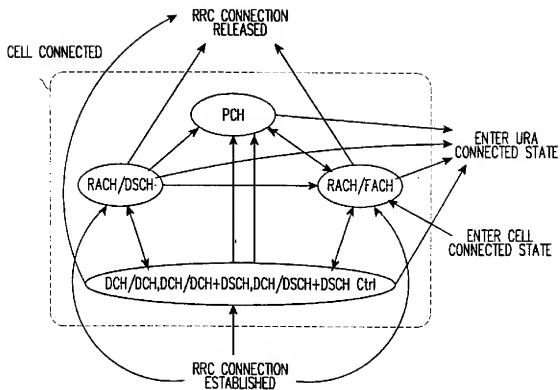 RRC CONNECTION
RELEASED
CELL CONNECTED
PCH
ENTER URA
CONNECTED STATE
RACH/DSCH
RACH/FACH
ENTER CELL
CONNECTED STATE
DCH/DCH,DCH/DCH+DSCH,DCH/DSCH+DSCH Ctrl
RRC CONNECTION
ESTABLISHED